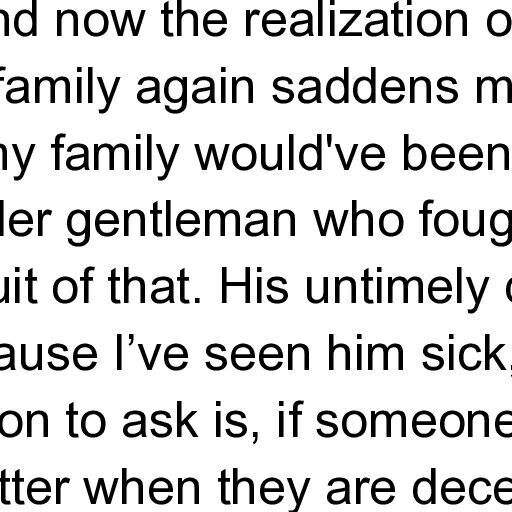 nd now the realization o
family again saddens m
ny family would've been
ler gentleman who foug
uit of that. His untimely
ause I’ve seen him sick,
on to ask is, if someone
tter when they are dece